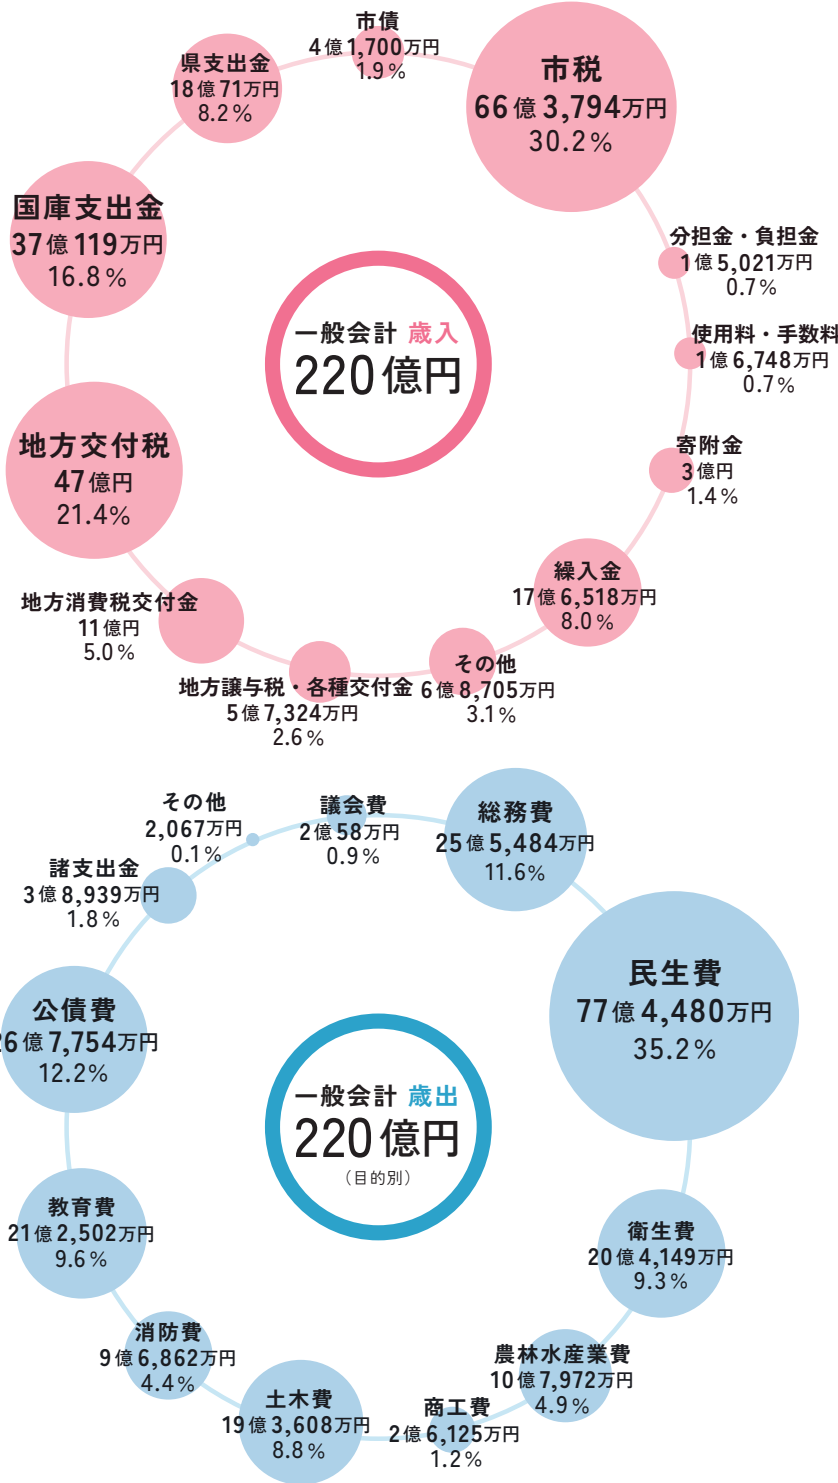 市債
4億1,700万円
1.9%
市税
66億3,794万円
30.2%
分担金・負担金
1億5,021万円
0.7%
使用料・手数料
1億6,748万円
0.7%
寄附金
3億円
1.4%
繰入金
17億6,518万円
8.0%
その他
6億8,705万円
3.1%
地方譲与税・各種交付金
5億7,324万円
2.6%
地方消費税交付金
11億円
5.0%
地方交付税
47億円
21.4%
国庫支出金
37億119万円
16.8%
県支出金
18億71万円
8.2%
一般会計 歳入
220億円
議会費
2億58万円
0.9%
総務費
25億5,484万円
11.6%
民生費
77億4,480万円
35.2%
衛生費
20億4,149万円
9.3%
農林水産業費
10億7,972万円
4.9%
商工費
2億6,125万円
1.2%
土木費
19億3,608万円
8.8%
消防費
9億6,862万円
4.4%
教育費
21億2,502万円
9.6%
公債費
26億7,754万円
12.2%
諸支出金
3億8,939万円
1.8%
その他
2,067万円
0.1%
一般会計 歳出
220億円
（目的別）